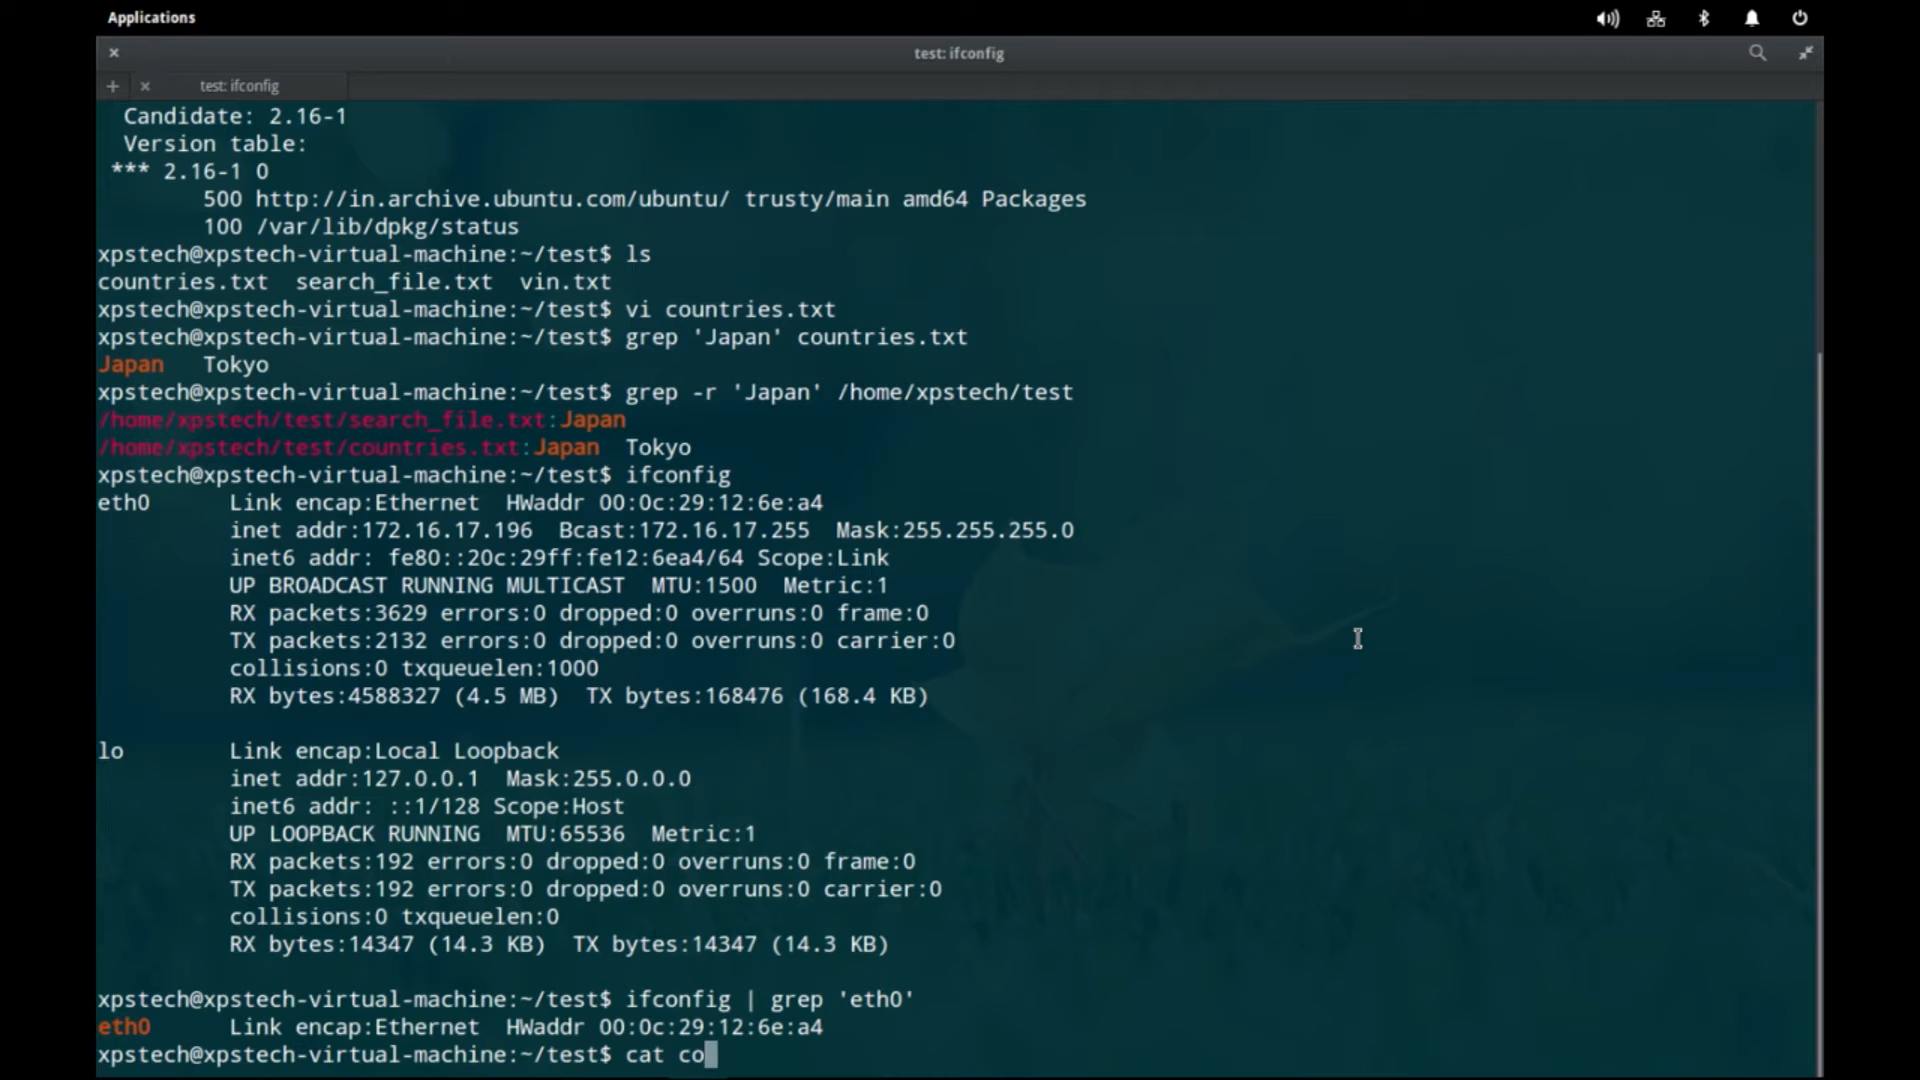 Applications
test: ifconfig
test: ifconfig
Candidate: 2.16-1
Version table:
*** 2.16-1 0
500 http://in.archive.ubuntu.com/ubuntu/ trusty/main amd64 Packages
100 /var/lib/dpkg/status
xpstech@xpstech-virtual-machine:~/test$ ls
countries.txt  search_file.txt  vin.txt
xpstech@xpstech-virtual-machine:~/test$ vi countries.txt
xpstech@xpstech-virtual-machine:~/test$ grep 'Japan' countries.txt
Japan   Tokyo
xpstech@xpstech-virtual-machine:~/test$ grep -r 'Japan' /home/xpstech/test
/home/xpstech/test/search_file.txt:Japan
/home/xpstech/test/countries.txt:Japan  Tokyo
xpstech@xpstech-virtual-machine:~/test$ ifconfig
eth0      Link encap:Ethernet  HWaddr 00:0c:29:12:6e:a4
inet addr:172.16.17.196  Bcast:172.16.17.255  Mask:255.255.255.0
inet6 addr: fe80::20c:29ff:fe12:6ea4/64 Scope:Link
UP BROADCAST RUNNING MULTICAST  MTU:1500  Metric:1
RX packets:3629 errors:0 dropped:0 overruns:0 frame:0
TX packets:2132 errors:0 dropped:0 overruns:0 carrier:0
collisions:0 txqueuelen:1000
RX bytes:4588327 (4.5 MB)  TX bytes:168476 (168.4 KB)
lo        Link encap:Local Loopback
inet addr:127.0.0.1  Mask:255.0.0.0
inet6 addr: ::1/128 Scope:Host
UP LOOPBACK RUNNING  MTU:65536  Metric:1
RX packets:192 errors:0 dropped:0 overruns:0 frame:0
TX packets:192 errors:0 dropped:0 overruns:0 carrier:0
collisions:0 txqueuelen:0
RX bytes:14347 (14.3 KB)  TX bytes:14347 (14.3 KB)
xpstech@xpstech-virtual-machine:~/test$ ifconfig | grep 'eth0'
eth0      Link encap:Ethernet  HWaddr 00:0c:29:12:6e:a4
xpstech@xpstech-virtual-machine:~/test$ cat co